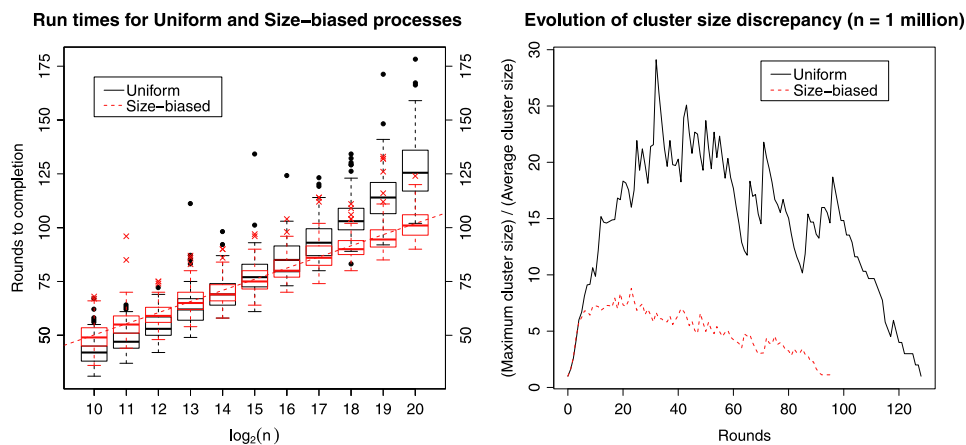 Run times for Uniform and Size−biased processes
Rounds to completion
175
150
125
100
75
50
Uniform
Size−biased
175
150
125
100
75
50
10 11 12 13 14 15 16 17 18 19 20
log₂(n)
Evolution of cluster size discrepancy (n = 1 million)
(Maximum cluster size) / (Average cluster size)
30
25
20
15
10
5
0
Uniform
Size−biased
0 20 40 60 80 100 120
Rounds